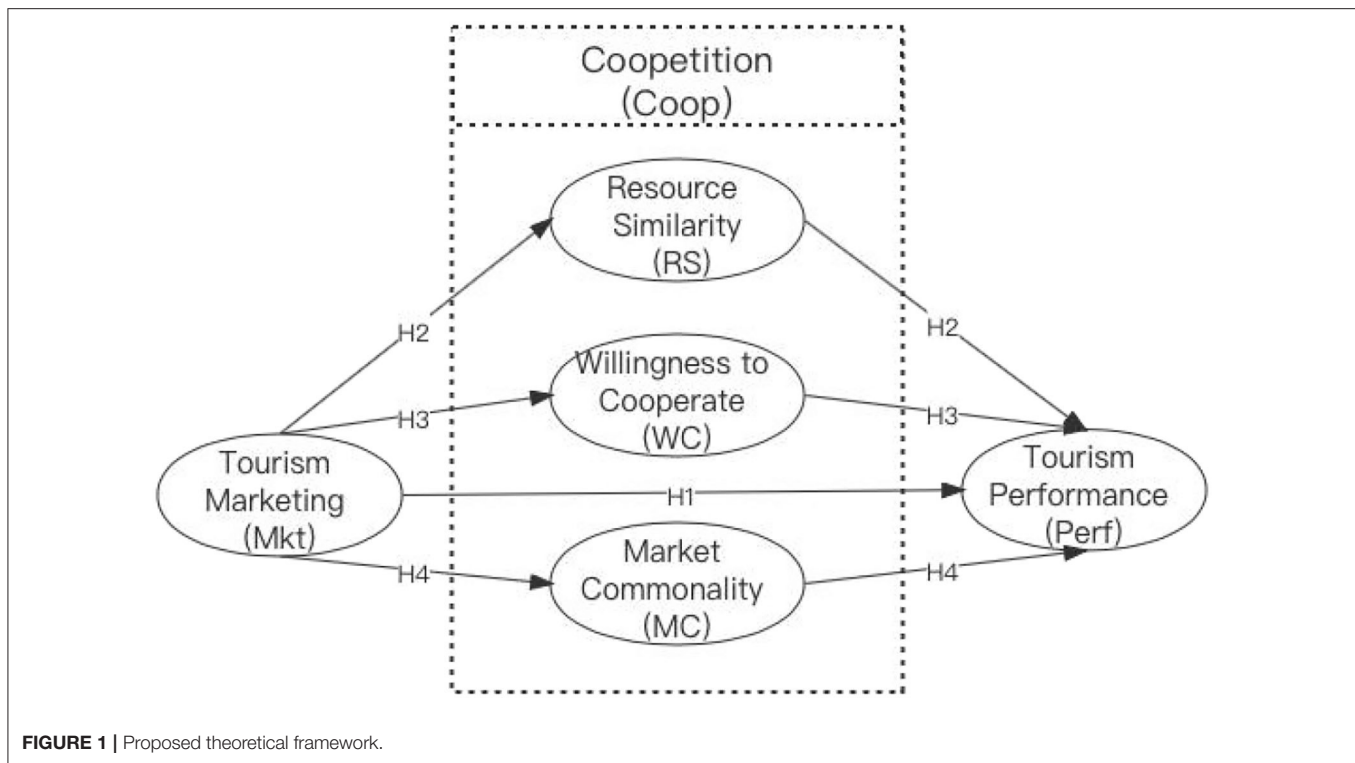 Coopetition
(Coop)
Resource
Similarity
(RS)
H2
H2
Willingness to
Cooperate
(WC)
H3
H3
Tourism
Marketing
(Mkt)
H1
Tourism
Performance
(Perf)
Market
Commonality
(MC)
H4
H4
FIGURE 1 | Proposed theoretical framework.